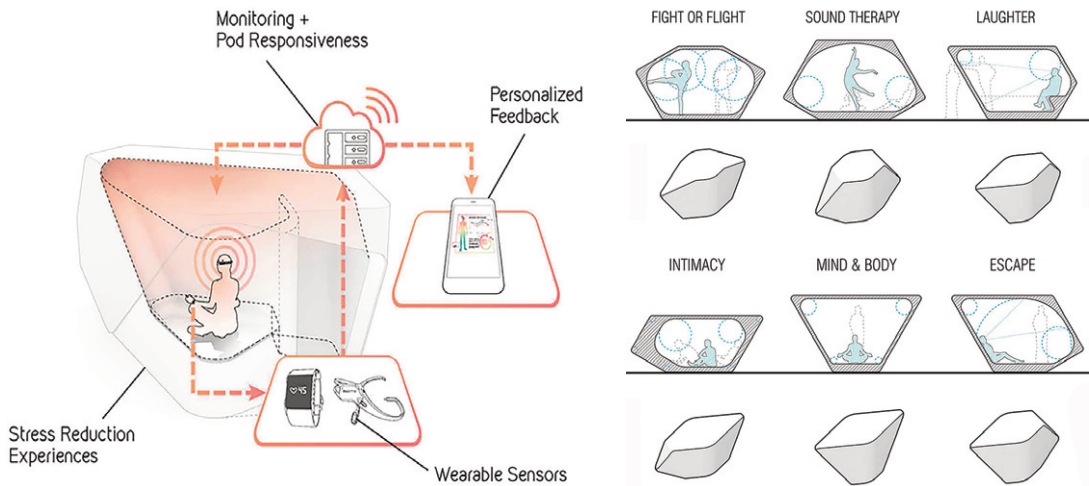 Monitoring +
Pod Responsiveness
Personalized
Feedback
Stress Reduction
Experiences
Wearable Sensors
45
FIGHT OR FLIGHT
SOUND THERAPY
LAUGHTER
INTIMACY
MIND & BODY
ESCAPE